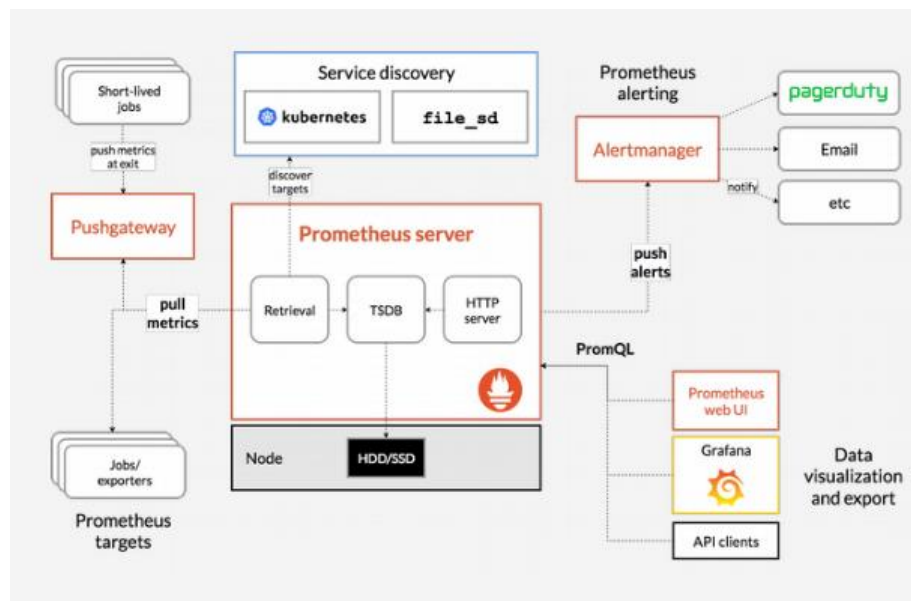 Short-lived
jobs
push metrics
at exit
Pushgateway
pull
metrics
Jobs/
exporters
Prometheus
targets
Service discovery
kubernetes
file_sd
discover
targets
Prometheus server
Retrieval
TSDB
HTTP
server
Node
HDD/SSD
Prometheus
alerting
Alertmanager
pagerduty
Email
notify
etc
push
alerts
PromQL
Prometheus
web UI
Grafana
API clients
Data
visualization
and export